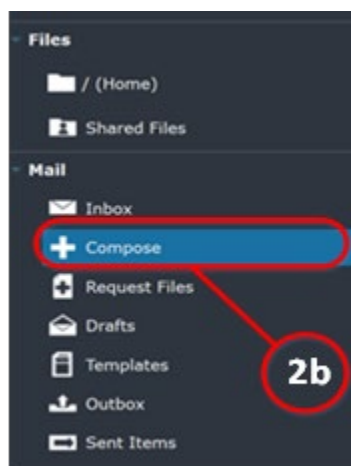 Files
/ (Home)
Shared Files
Mail
Inbox
Compose
Request Files
Drafts
Templates
2b
Outbox
Sent Items